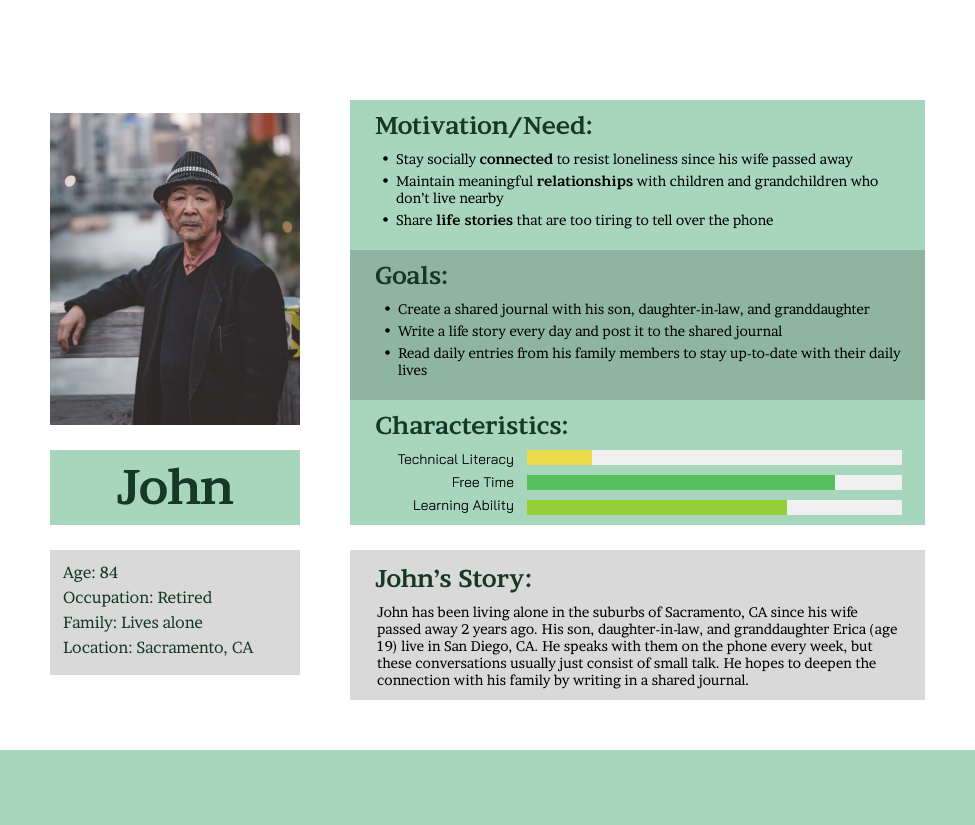 Motivation/Need:
• Stay socially connected to resist loneliness since his wife passed away
• Maintain meaningful relationships with children and grandchildren who
don’t live nearby
• Share life stories that are too tiring to tell over the phone
Goals:
• Create a shared journal with his son, daughter-in-law, and granddaughter
• Write a life story every day and post it to the shared journal
• Read daily entries from his family members to stay up-to-date with their daily
lives
Characteristics:
Technical Literacy
Free Time
Learning Ability
John
Age: 84
Occupation: Retired
Family: Lives alone
Location: Sacramento, CA
John’s Story:
John has been living alone in the suburbs of Sacramento, CA since his wife
passed away 2 years ago. His son, daughter-in-law, and granddaughter Erica (age
19) live in San Diego, CA. He speaks with them on the phone every week, but
these conversations usually just consist of small talk. He hopes to deepen the
connection with his family by writing in a shared journal.